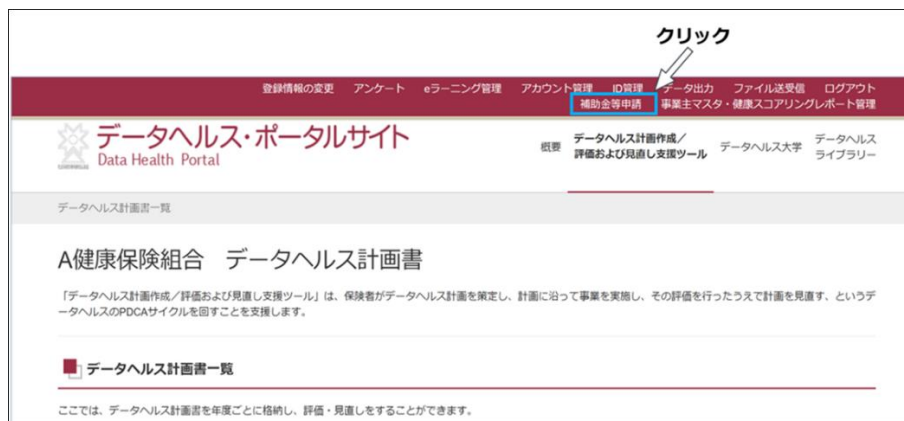 クリック
登録情報の変更 アンケート eラーニング管理 アカウント管理 ID管理 データ出力 ファイル送受信 ログアウト
補助金等申請 事業主マスタ・健康スコアリングレポート管理
データヘルス・ポータルサイト
Data Health Portal
概要
データヘルス計画作成／
評価および見直し支援ツール
データヘルス大学
データヘルス
ライブラリー
データヘルス計画書一覧
A健康保険組合 データヘルス計画書
「データヘルス計画作成／評価および見直し支援ツール」は、保険者がデータヘルス計画を策定し、計画に沿って事業を実施し、その評価を行ったうえで計画を見直す、というデ
ータヘルスのPDCAサイクルを回すことを支援します。
データヘルス計画書一覧
ここでは、データヘルス計画書を年度ごとに格納し、評価・見直しをすることができます。